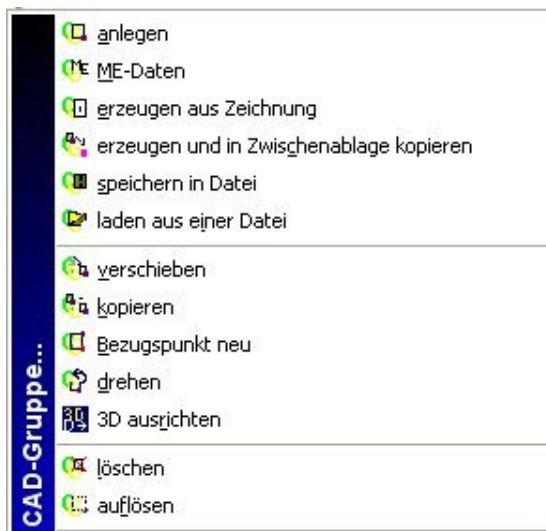 anlegen
ME-Daten
erzeugen aus Zeichnung
erzeugen und in Zwischenablage kopieren
speichern in Datei
laden aus einer Datei
verschieben
kopieren
Bezugspunkt neu
drehen
3D ausrichten
löschen
auflösen
CAD-Gruppe...